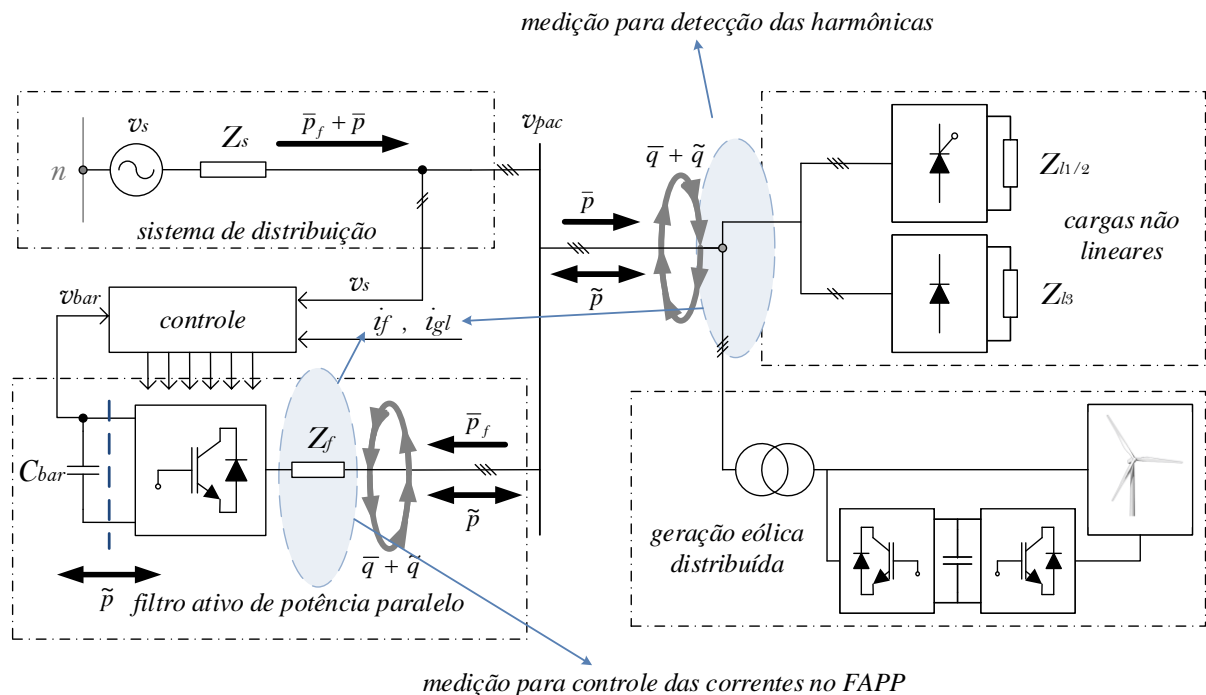 medição para detecção das harmônicas
v_s
Z_s
p̅_f + p̅
v_pac
n
sistema de distribuição
q̅ + q̃
p̅
p̃
Z_l1/2
cargas não
lineares
Z_l3
v_bar
controle
v_s
i_f , i_gl
C_bar
Z_f
p̅_f
p̃
q̅ + q̃
p̃
filtro ativo de potência paralelo
geração eólica
distribuída
medição para controle das correntes no FAPP